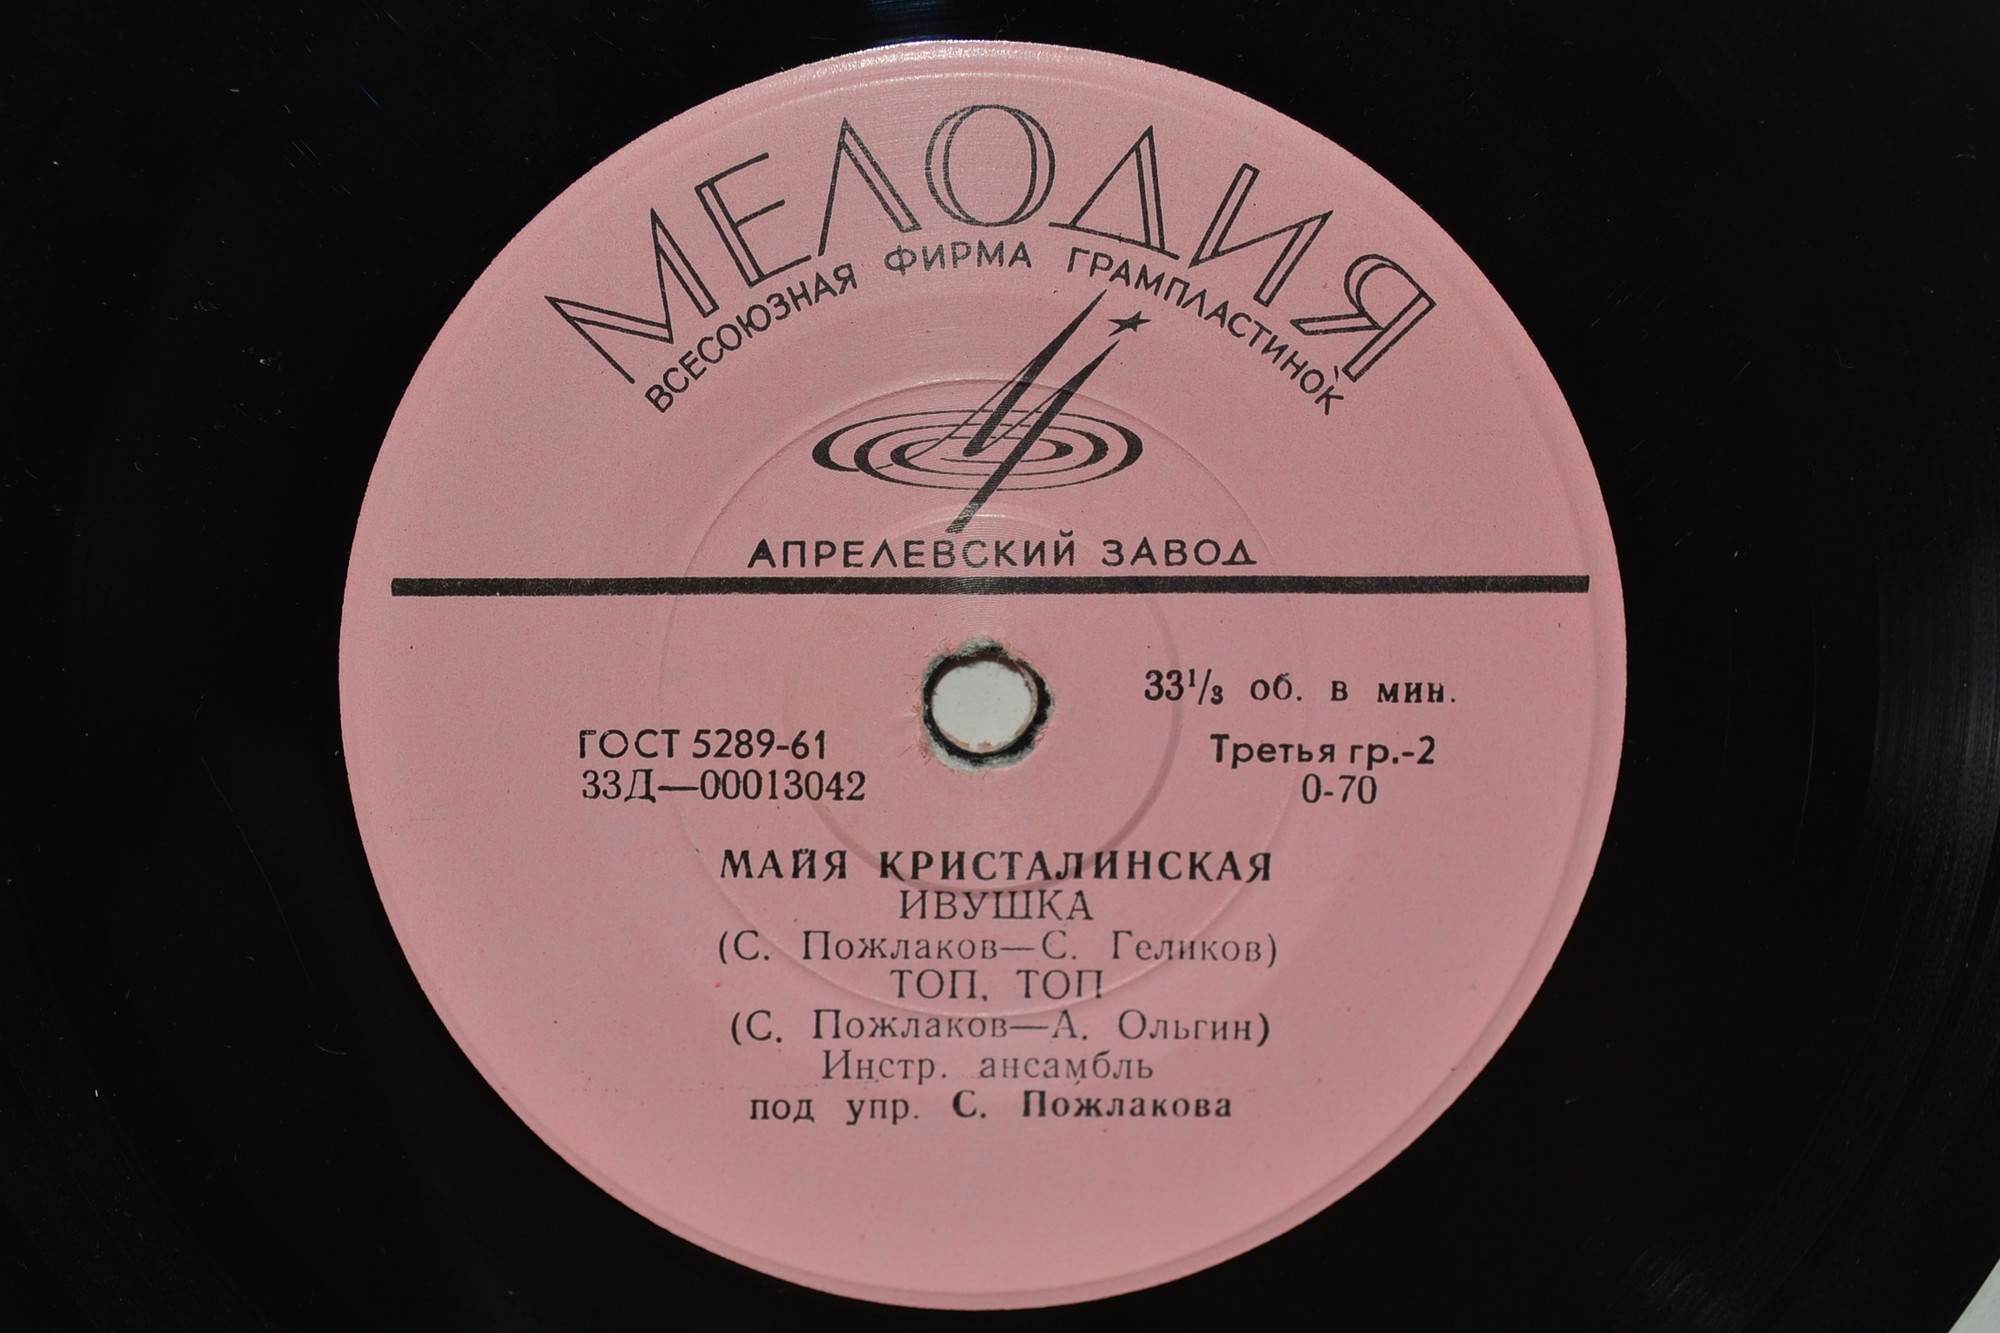 МЕЛОДИЯ
ВСЕСОЮЗНАЯ ФИРМА ГРАМПЛАСТИНОК
АПРЕЛЕВСКИЙ ЗАВОД
33¹/₃ об. в мин.
ГОСТ 5289-61
Третья гр.-2
33Д—00013042
0-70
МАЙЯ КРИСТАЛИНСКАЯ
ИВУШКА
(С. Пожлаков—С. Геликов)
ТОП, ТОП
(С. Пожлаков—А. Ольгин)
Инстр. ансамбль
под упр. С. Пожлакова